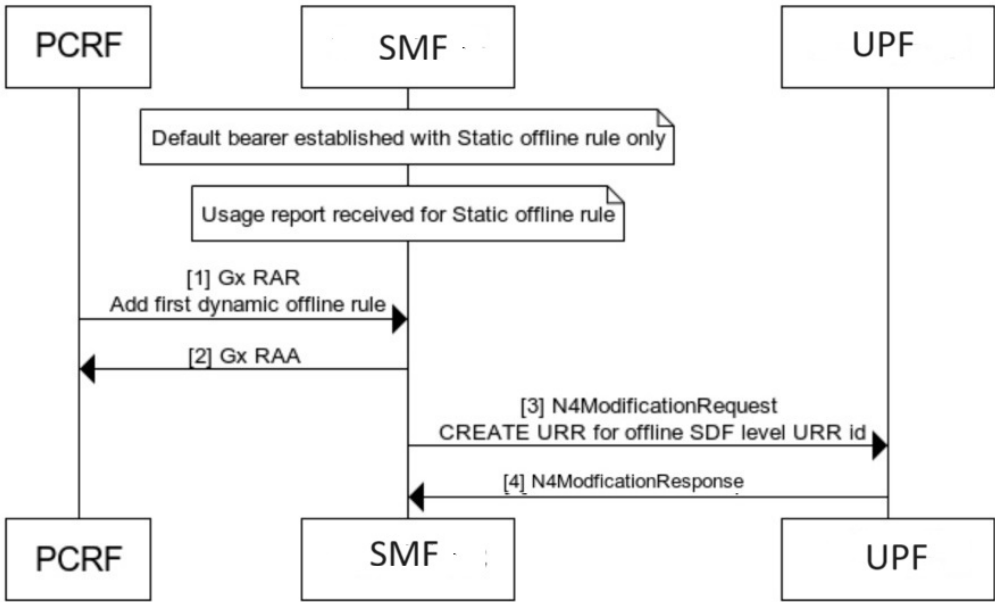 PCRF
SMF
UPF
Default bearer established with Static offline rule only
Usage report received for Static offline rule
[1] Gx RAR
Add first dynamic offline rule
[2] Gx RAA
[3] N4ModificationRequest
CREATE URR for offline SDF level URR id
[4] N4ModficationResponse
PCRF
SMF
UPF